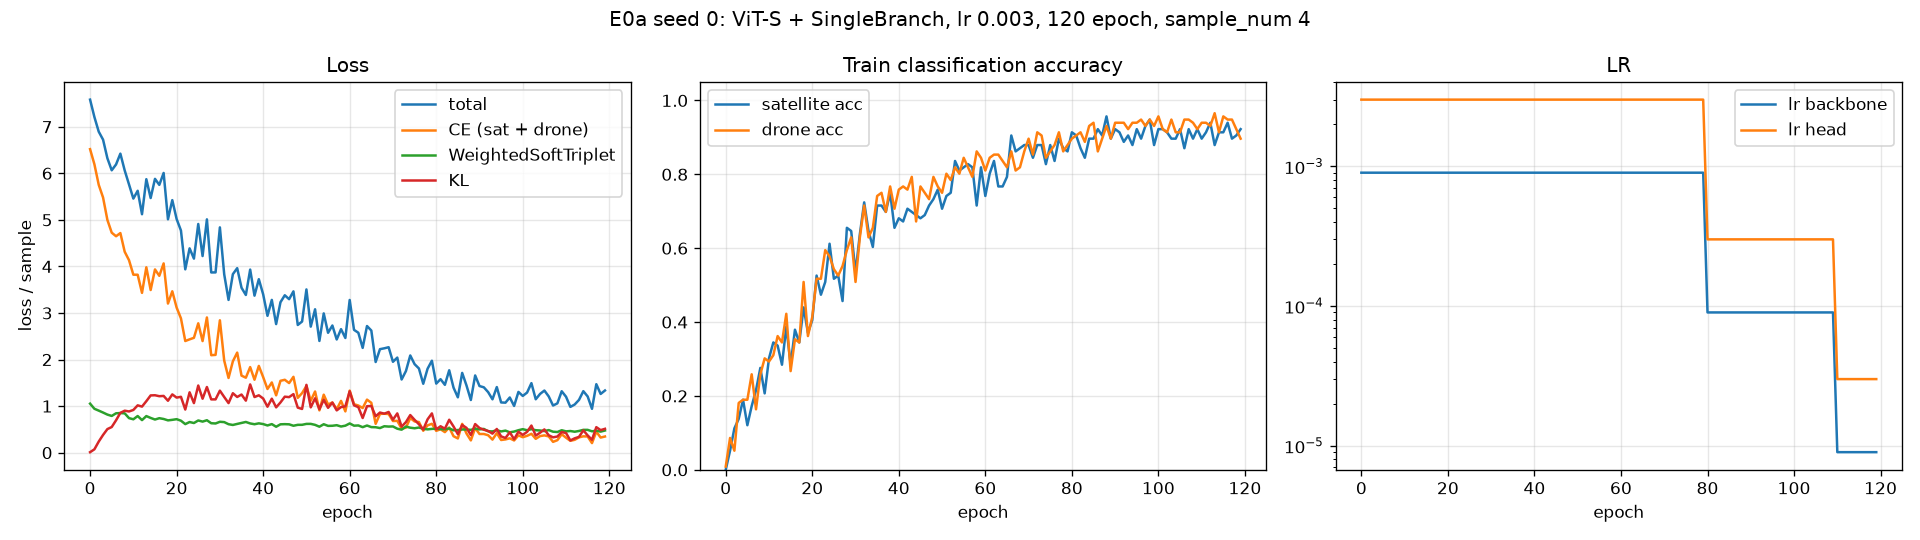 E0a seed 0: ViT-S + SingleBranch, lr 0.003, 120 epoch, sample_num 4
Loss
loss / sample
7
6
5
4
3
2
1
0
total
CE (sat + drone)
WeightedSoftTriplet
KL
0 20 40 60 80 100 120
epoch
Train classification accuracy
1.0
0.8
0.6
0.4
0.2
0.0
satellite acc
drone acc
0 20 40 60 80 100 120
epoch
LR
10⁻³
10⁻⁴
10⁻⁵
lr backbone
lr head
0 20 40 60 80 100 120
epoch